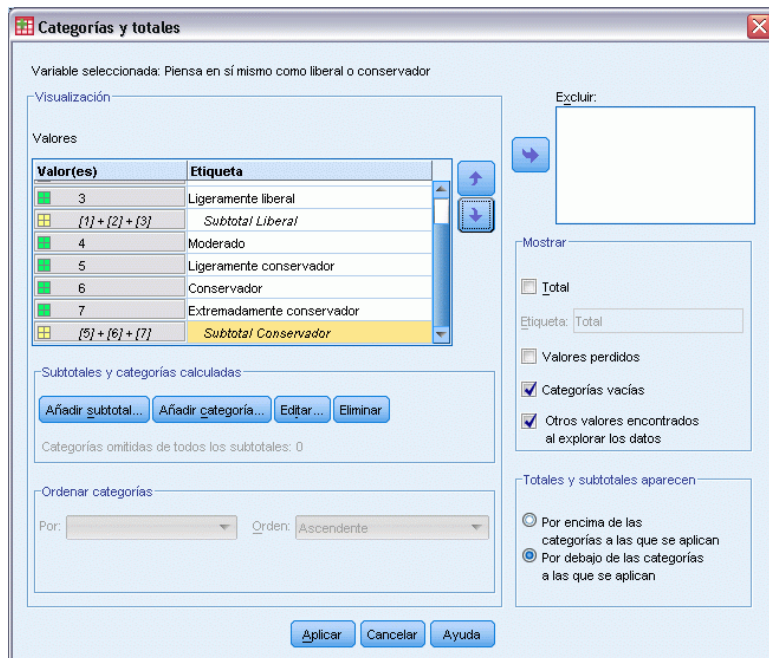 Categorías y totales
Variable seleccionada: Piensa en sí mismo como liberal o conservador
Visualización
Valores
Valor(es) Etiqueta
3 Ligeramente liberal
[1] + [2] + [3] Subtotal Liberal
4 Moderado
5 Ligeramente conservador
6 Conservador
7 Extremadamente conservador
[5] + [6] + [7] Subtotal Conservador
Subtotales y categorías calculadas
Añadir subtotal... Añadir categoría... Editar... Eliminar
Categorías omitidas de todos los subtotales: 0
Ordenar categorías
Por: Orden: Ascendente
Excluir:
Mostrar
Total
Etiqueta: Total
Valores perdidos
Categorías vacías
Otros valores encontrados
al explorar los datos
Totales y subtotales aparecen
Por encima de las
categorías a las que se aplican
Por debajo de las categorías
a las que se aplican
Aplicar Cancelar Ayuda